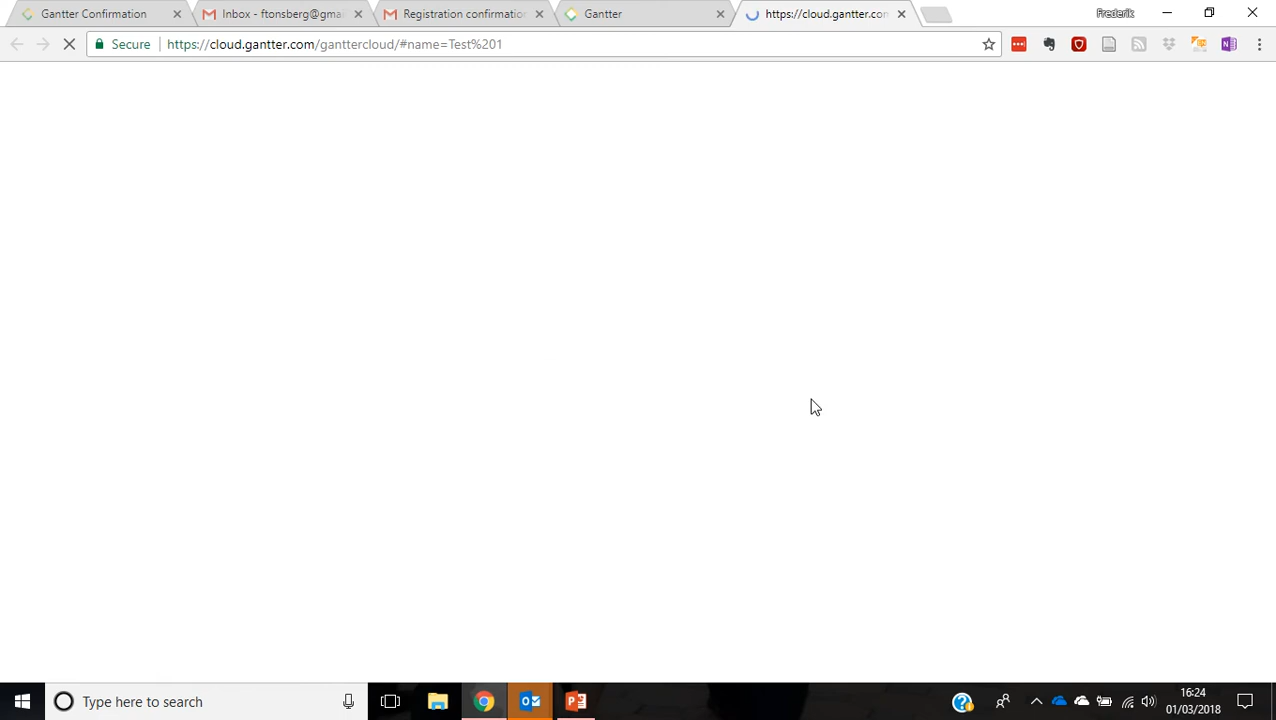 Gantter Confirmation
Inbox - ftonsberg@gma
Registration confirmation
Gantter
https://cloud.gantter.con
Frederik
Secure
https://cloud.gantter.com/ganttercloud/#name=Test%201
Type here to search
16:24
01/03/2018